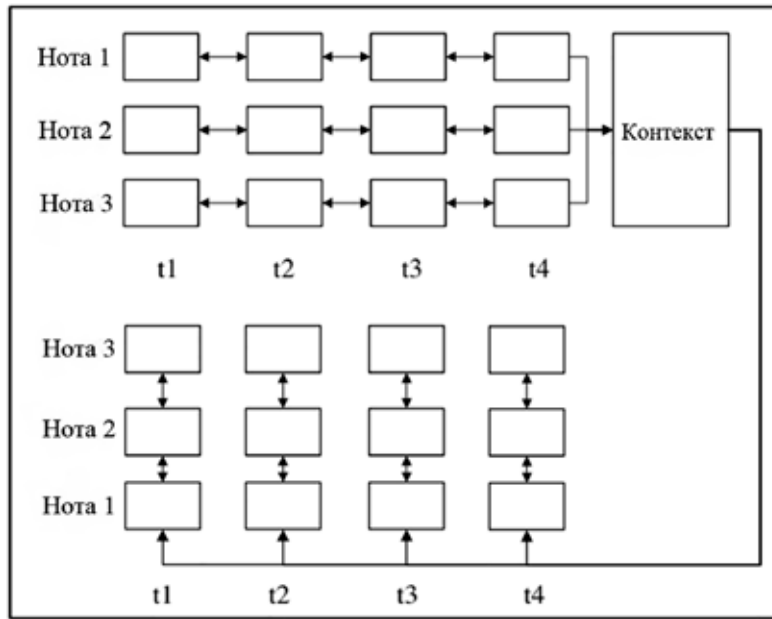 Нота 1
Нота 2
Контекст
Нота 3
t1 t2 t3 t4
Нота 3
Нота 2
Нота 1
t1 t2 t3 t4